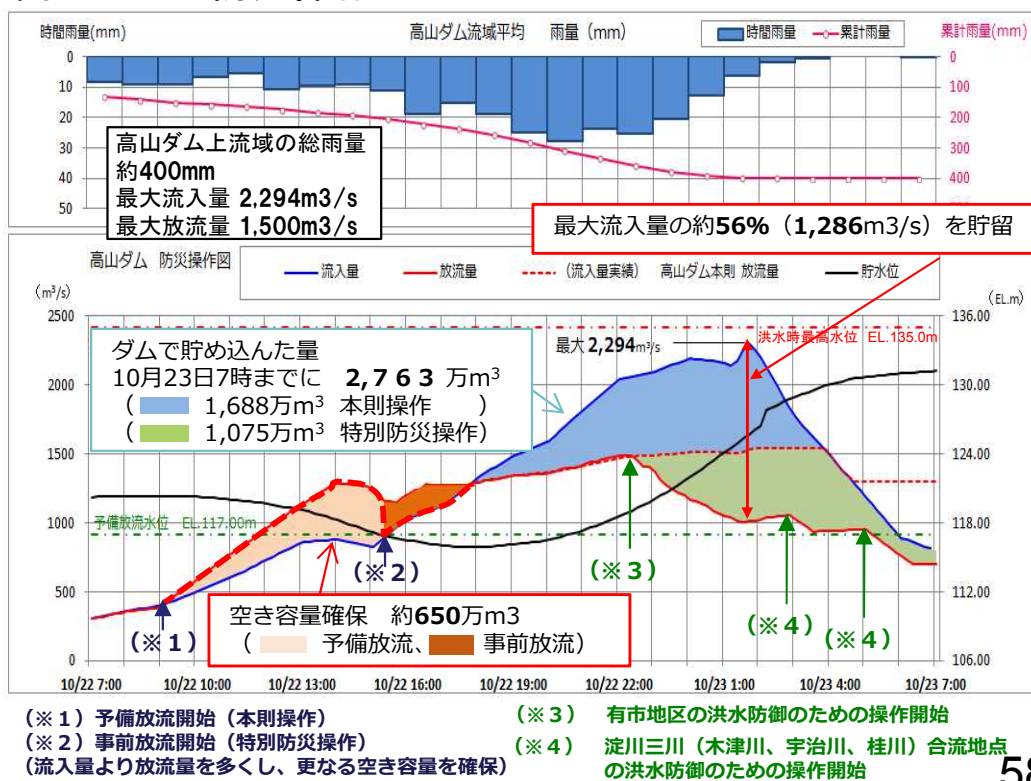 時間雨量(mm)
高山ダム流域平均 雨量 (mm)
時間雨量 累計雨量
累計雨量(mm)
0
10
20
30
40
50
0
100
200
300
400
高山ダム上流域の総雨量
約400mm
最大流入量 2,294m3/s
最大放流量 1,500m3/s
最大流入量の約56%（1,286m3/s）を貯留
高山ダム 防災操作図
流入量 放流量 (流入量実績) 高山ダム本則 放流量 貯水位
(m³/s)
(EL.m)
2500
2000
1500
1000
500
0
136.00
130.00
124.00
118.00
112.00
106.00
洪水時最高水位 EL.135.0m
最大 2,294m³/s
ダムで貯め込んた量
10月23日7時までに 2,763 万m³
( 1,688万m³ 本則操作 )
( 1,075万m³ 特別防災操作)
予備放流水位 EL.117.00m
(※1)
(※2)
(※3)
(※4)
(※4)
空き容量確保 約650万m3
( 予備放流、 事前放流)
10/22 7:00 10/22 10:00 10/22 13:00 10/22 16:00 10/22 19:00 10/22 22:00 10/23 1:00 10/23 4:00 10/23 7:00
(※1) 予備放流開始（本則操作）
(※2) 事前放流開始（特別防災操作）
(流入量より放流量を多くし、更なる空き容量を確保)
(※3) 有市地区の洪水防御のための操作開始
(※4) 淀川三川（木津川、宇治川、桂川）合流地点
の洪水防御のための操作開始